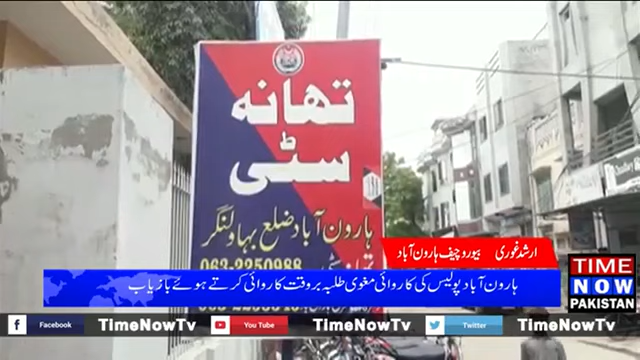 تھانہ
سٹی
ہارون آباد ضلع بہاولنگر
063-2250988
ارشد غوری بیورو چیف ہارون آباد
ہارون آباد پولیس کی کاروائی مغوی طلبہ بروقت کاروائی کرتے ہوئے بازیاب
TIME
NOW
PAKISTAN
TimeNowTv Facebook TimeNowTv You Tube TimeNowTv Twitter TimeNowTv